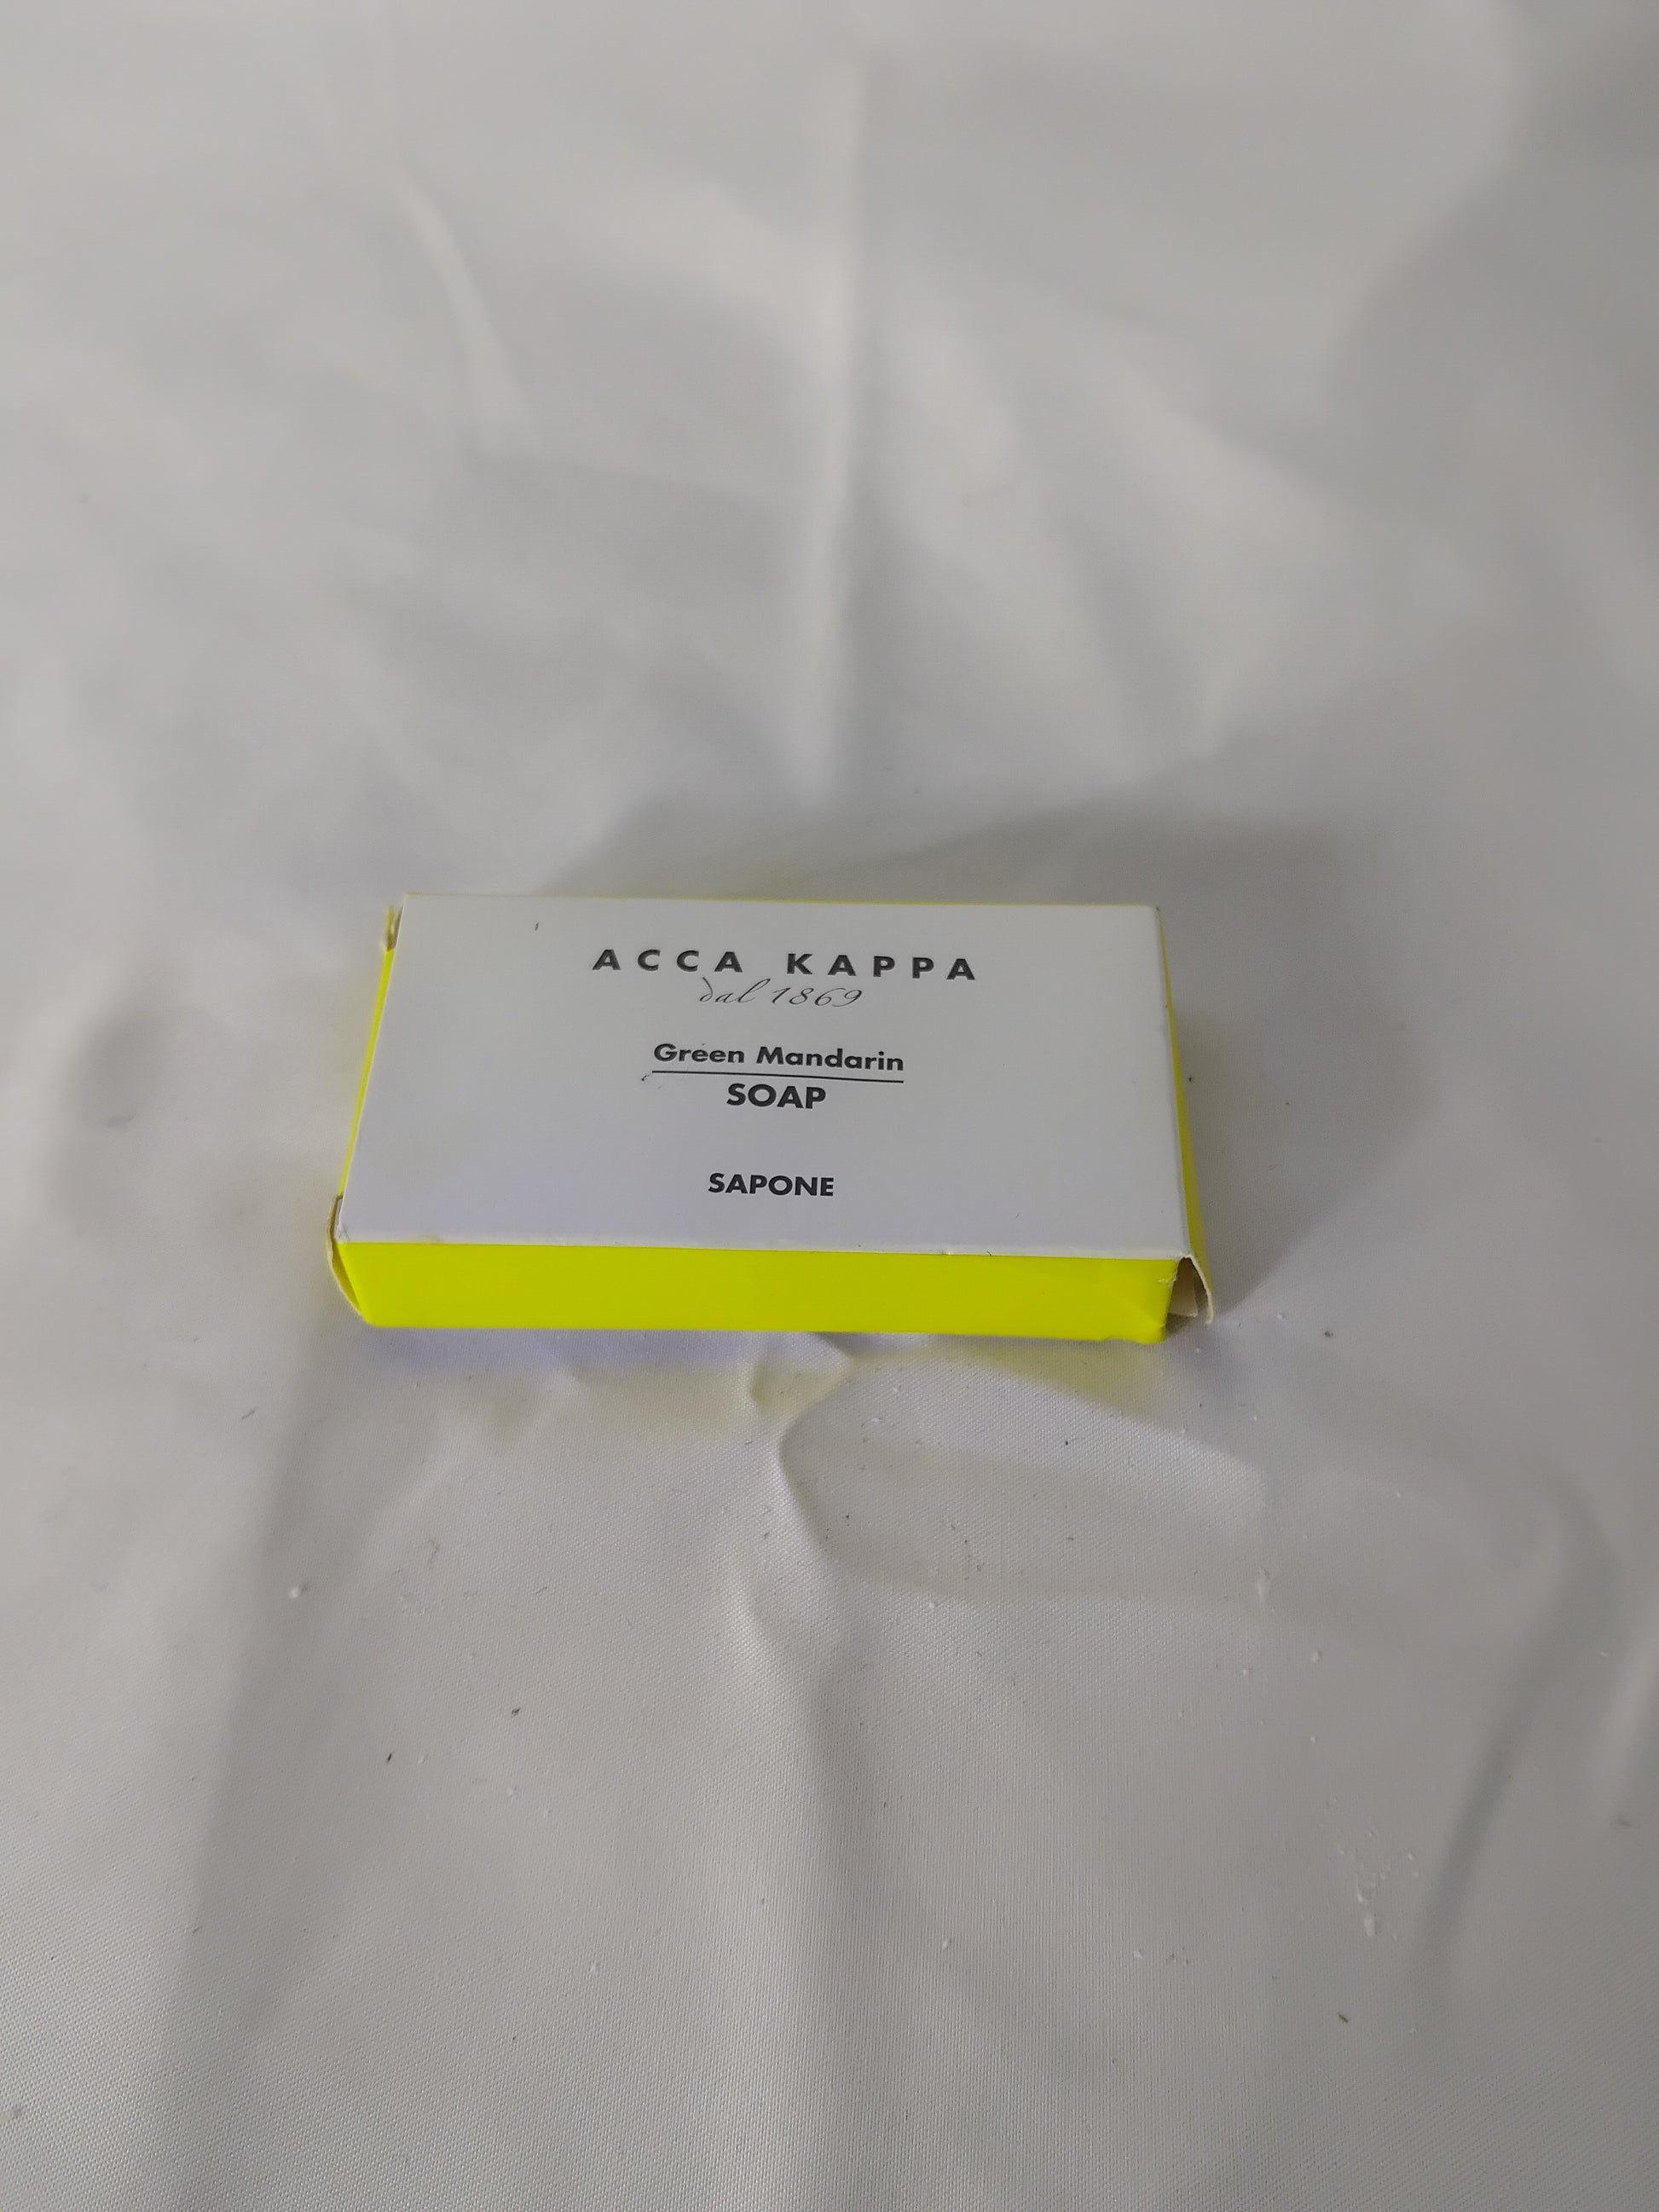 ACCA KAPPA
dal 1869
Green Mandarin
SOAP
SAPONE